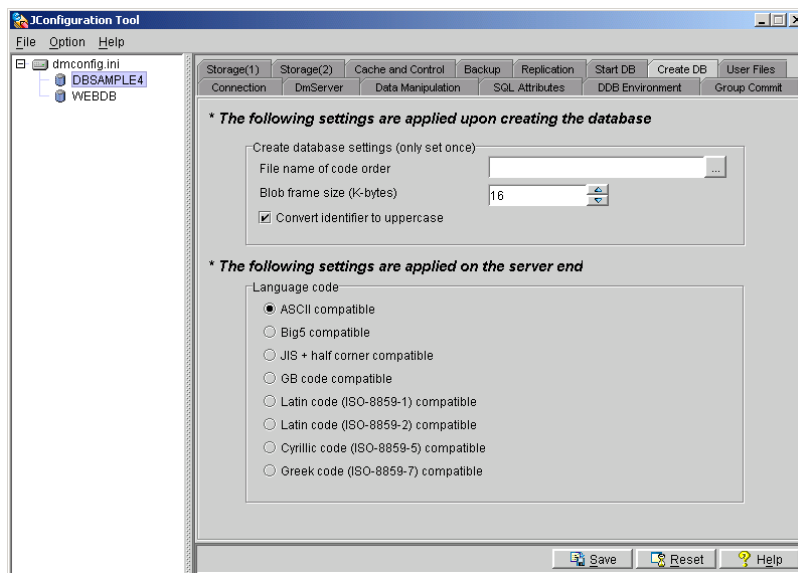 JConfiguration Tool
File Option Help
dmconfig.ini
DBSAMPLE4
WEBDB
Storage(1) Storage(2) Cache and Control Backup Replication Start DB Create DB User Files
Connection DmServer Data Manipulation SQL Attributes DDB Environment Group Commit
* The following settings are applied upon creating the database
Create database settings (only set once)
File name of code order ...
Blob frame size (K-bytes) 16
Convert identifier to uppercase
* The following settings are applied on the server end
Language code
ASCII compatible
Big5 compatible
JIS + half corner compatible
GB code compatible
Latin code (ISO-8859-1) compatible
Latin code (ISO-8859-2) compatible
Cyrillic code (ISO-8859-5) compatible
Greek code (ISO-8859-7) compatible
Save Reset Help